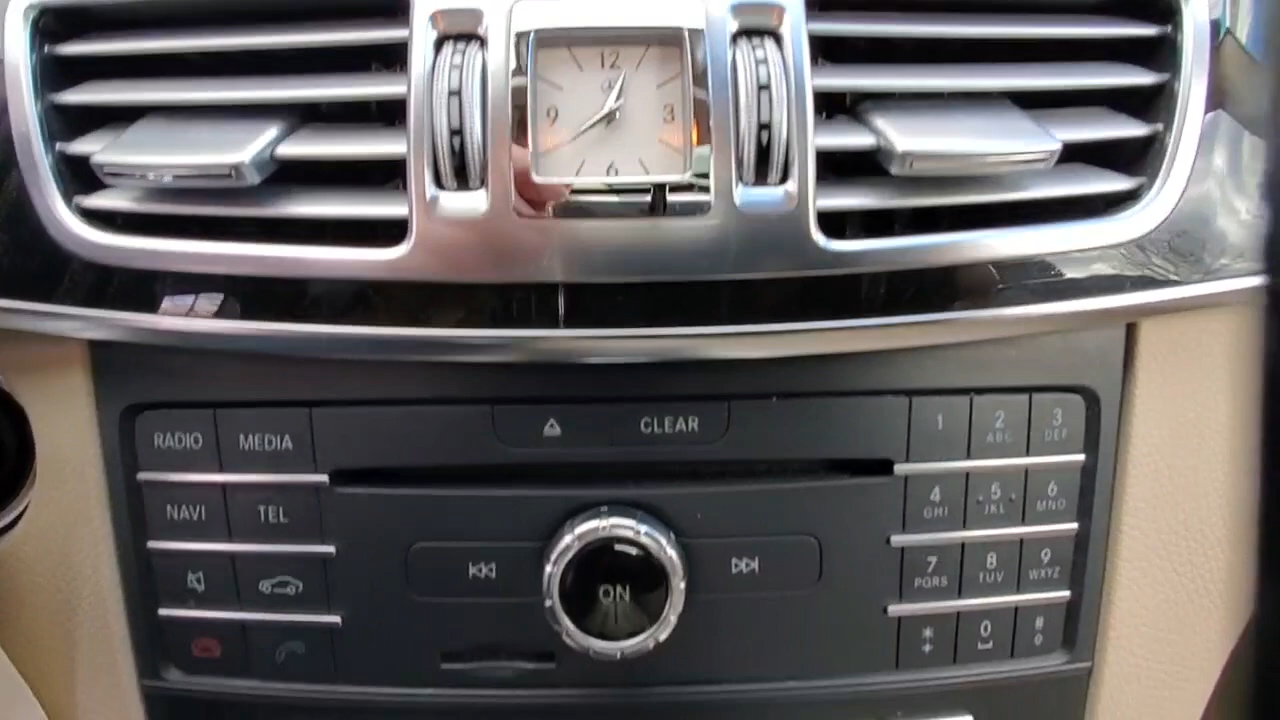 12
9 3
6
CLEAR
RADIO MEDIA
NAVI TEL
ON
1 2 ABC 3 DEF
4 GHI 5 JKL 6 MNO
7 PQRS 8 TUV 9 WXYZ
* + 0 # 0